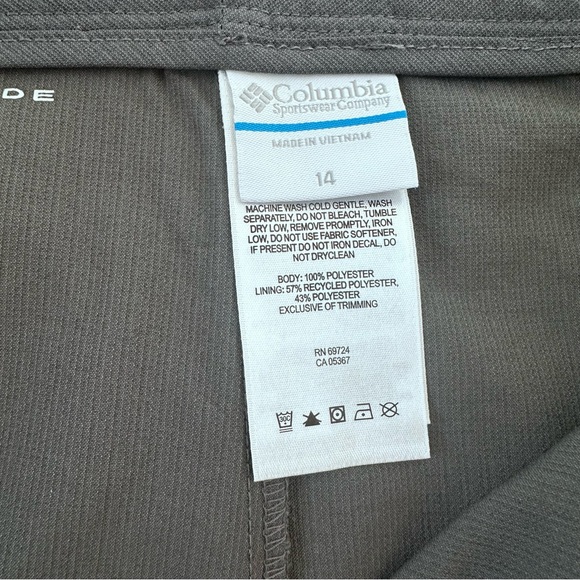 DE
Columbia
Sportswear Company
MADE IN VIETNAM
14
MACHINE WASH COLD GENTLE, WASH
SEPARATELY, DO NOT BLEACH, TUMBLE
DRY LOW, REMOVE PROMPTLY, IRON
LOW, DO NOT USE FABRIC SOFTENER,
IF PRESENT DO NOT IRON DECAL, DO
NOT DRYCLEAN
BODY: 100% POLYESTER
LINING: 57% RECYCLED POLYESTER,
43% POLYESTER
EXCLUSIVE OF TRIMMING
RN 69724
CA 05367
30C